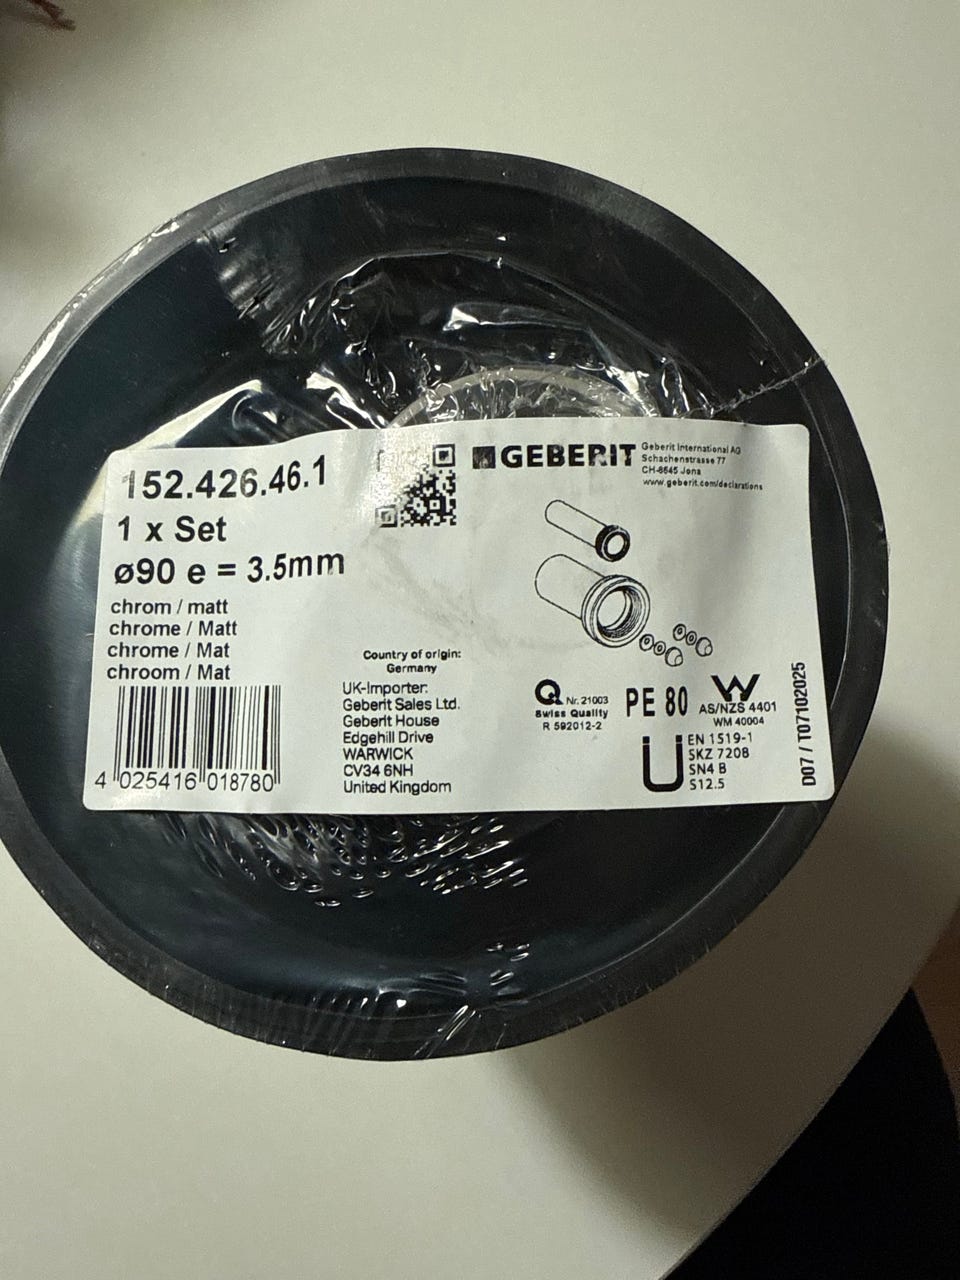 152.426.46.1
1 x Set
ø90 e = 3.5mm
chrom / matt
chrome / Matt
chrome / Mat
chroom / Mat
4 025416 018780
GEBERIT
Geberit International AG
Schachenstrasse 77
CH-8645 Jona
www.geberit.com/declarations
Country of origin:
Germany
UK-Importer:
Geberit Sales Ltd.
Geberit House
Edgehill Drive
WARWICK
CV34 6NH
United Kingdom
Q Nr. 21003
Swiss Quality
R 592012-2
PE 80
W
AS/NZS 4401
WM 40004
Ü
EN 1519-1
SKZ 7208
SN4 B
S12.5
D07 / T07102025